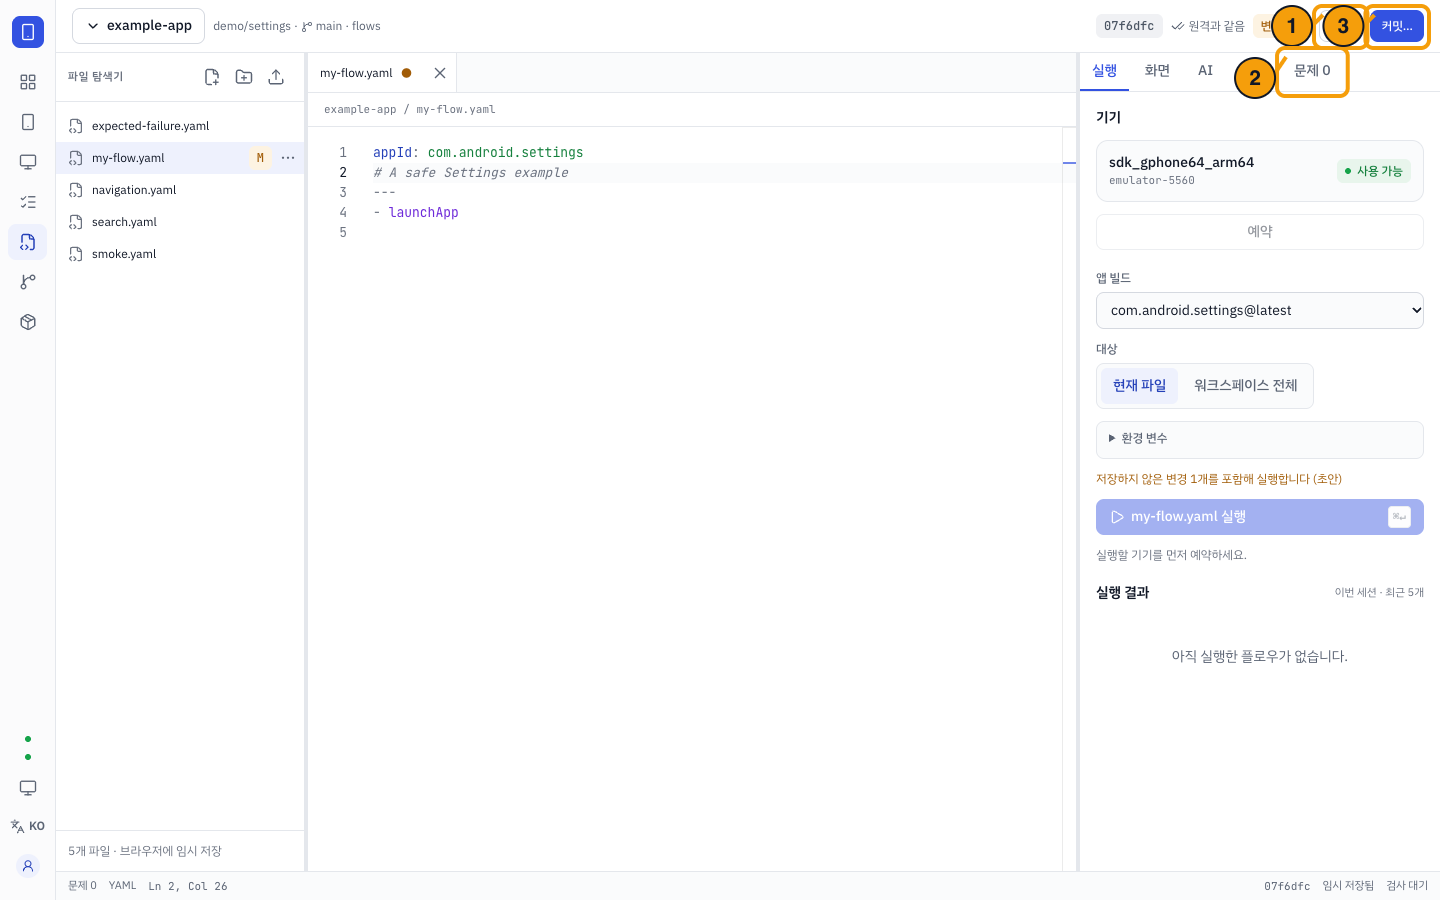 example-app
demo/settings · main · flows
07f6dfc
원격과 같음
변
1
3
커밋...
파일 탐색기
my-flow.yaml
실행
화면
AI
2
문제 0
example-app / my-flow.yaml
expected-failure.yaml
my-flow.yaml
M
navigation.yaml
search.yaml
smoke.yaml
1 appId: com.android.settings
2 # A safe Settings example
3 ---
4 - launchApp
5
기기
sdk_gphone64_arm64
emulator-5560
사용 가능
예약
앱 빌드
com.android.settings@latest
대상
현재 파일
워크스페이스 전체
환경 변수
저장하지 않은 변경 1개를 포함해 실행합니다 (초안)
my-flow.yaml 실행
⌘↵
실행할 기기를 먼저 예약하세요.
실행 결과
이번 세션 · 최근 5개
아직 실행한 플로우가 없습니다.
KO
5개 파일 · 브라우저에 임시 저장
문제 0
YAML
Ln 2, Col 26
07f6dfc
임시 저장됨
검사 대기